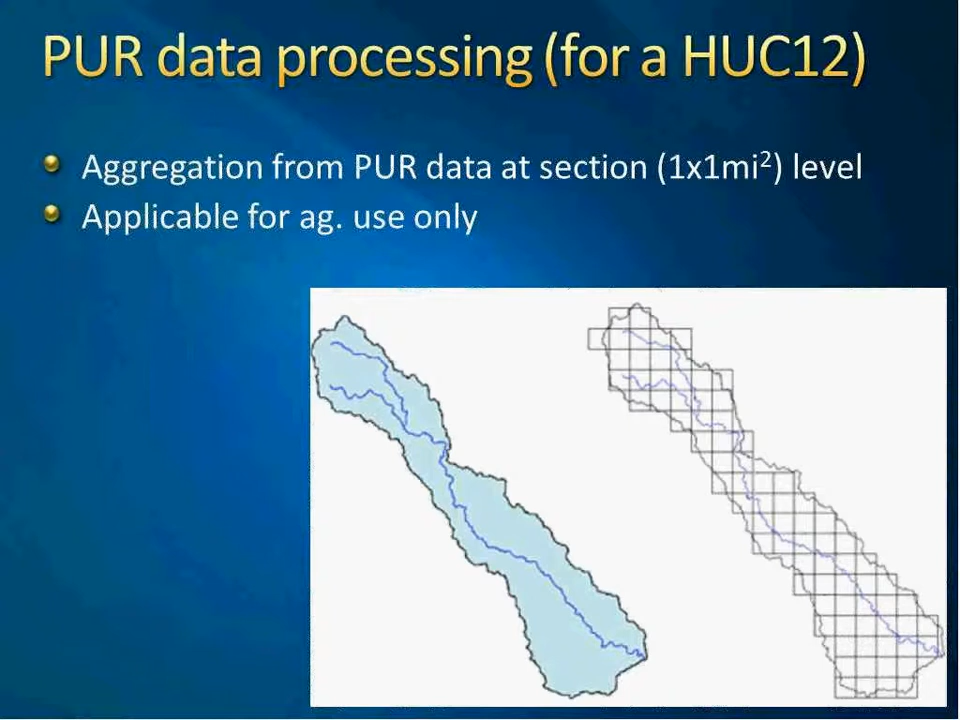 PUR data processing (for a HUC12)
Aggregation from PUR data at section (1x1mi²) level
Applicable for ag. use only